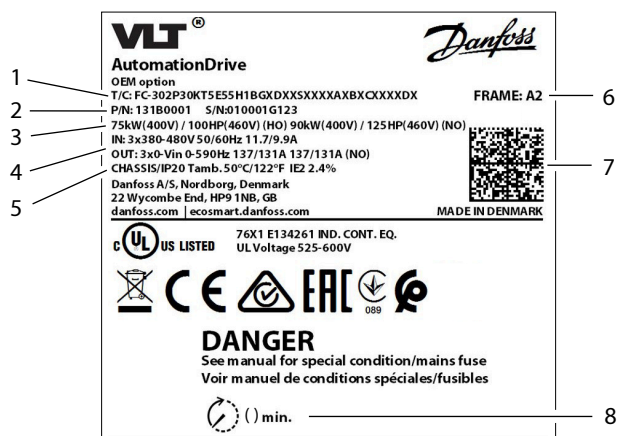 VLT®
Danfoss
AutomationDrive
OEM option
1
T/C: FC-302P30KT5E55H1BGXDXXSXXXXAXBXCXXXXDX
FRAME: A2
6
2
P/N: 131B0001 S/N:010001G123
3
75kW(400V) / 100HP(460V) (HO) 90kW(400V) / 125HP(460V) (NO)
IN: 3x380-480V 50/60Hz 11.7/9.9A
4
OUT: 3x0-Vin 0-590Hz 137/131A 137/131A (NO)
7
5
CHASSIS/IP20 Tamb. 50°C/122°F IE2 2.4%
Danfoss A/S, Nordborg, Denmark
22 Wycombe End, HP9 1NB, GB
danfoss.com | ecosmart.danfoss.com
MADE IN DENMARK
c UL US LISTED
76X1 E134261 IND. CONT. EQ.
UL Voltage 525-600V
CE EAC
089
DANGER
See manual for special condition/mains fuse
Voir manuel de conditions spéciales/fusibles
( ) min.
8